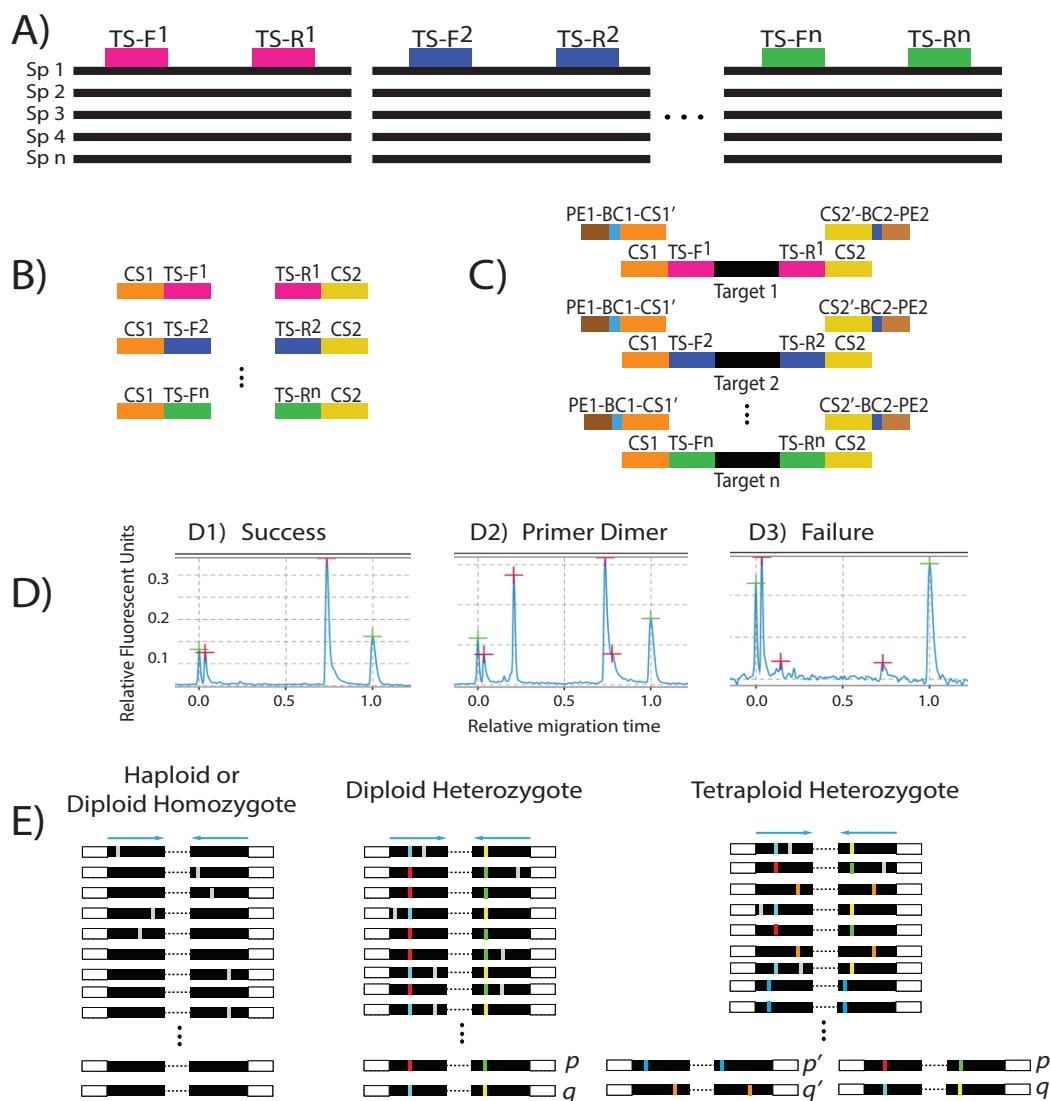 A)
TS-F1 TS-R1 TS-F2 TS-R2 TS-Fn TS-Rn
Sp 1
Sp 2
Sp 3
Sp 4
Sp n
B)
CS1 TS-F1 TS-R1 CS2
CS1 TS-F2 TS-R2 CS2
CS1 TS-Fn TS-Rn CS2
C)
PE1-BC1-CS1' CS2'-BC2-PE2
CS1 TS-F1 TS-R1 CS2
Target 1
PE1-BC1-CS1' CS2'-BC2-PE2
CS1 TS-F2 TS-R2 CS2
Target 2
PE1-BC1-CS1' CS2'-BC2-PE2
CS1 TS-Fn TS-Rn CS2
Target n
D)
D1) Success D2) Primer Dimer D3) Failure
Relative Fluorescent Units
0.3
0.2
0.1
0.0 0.5 1.0 0.0 0.5 1.0 0.0 0.5 1.0
Relative migration time
E)
Haploid or
Diploid Homozygote
Diploid Heterozygote
Tetraploid Heterozygote
p p' p
q q' q